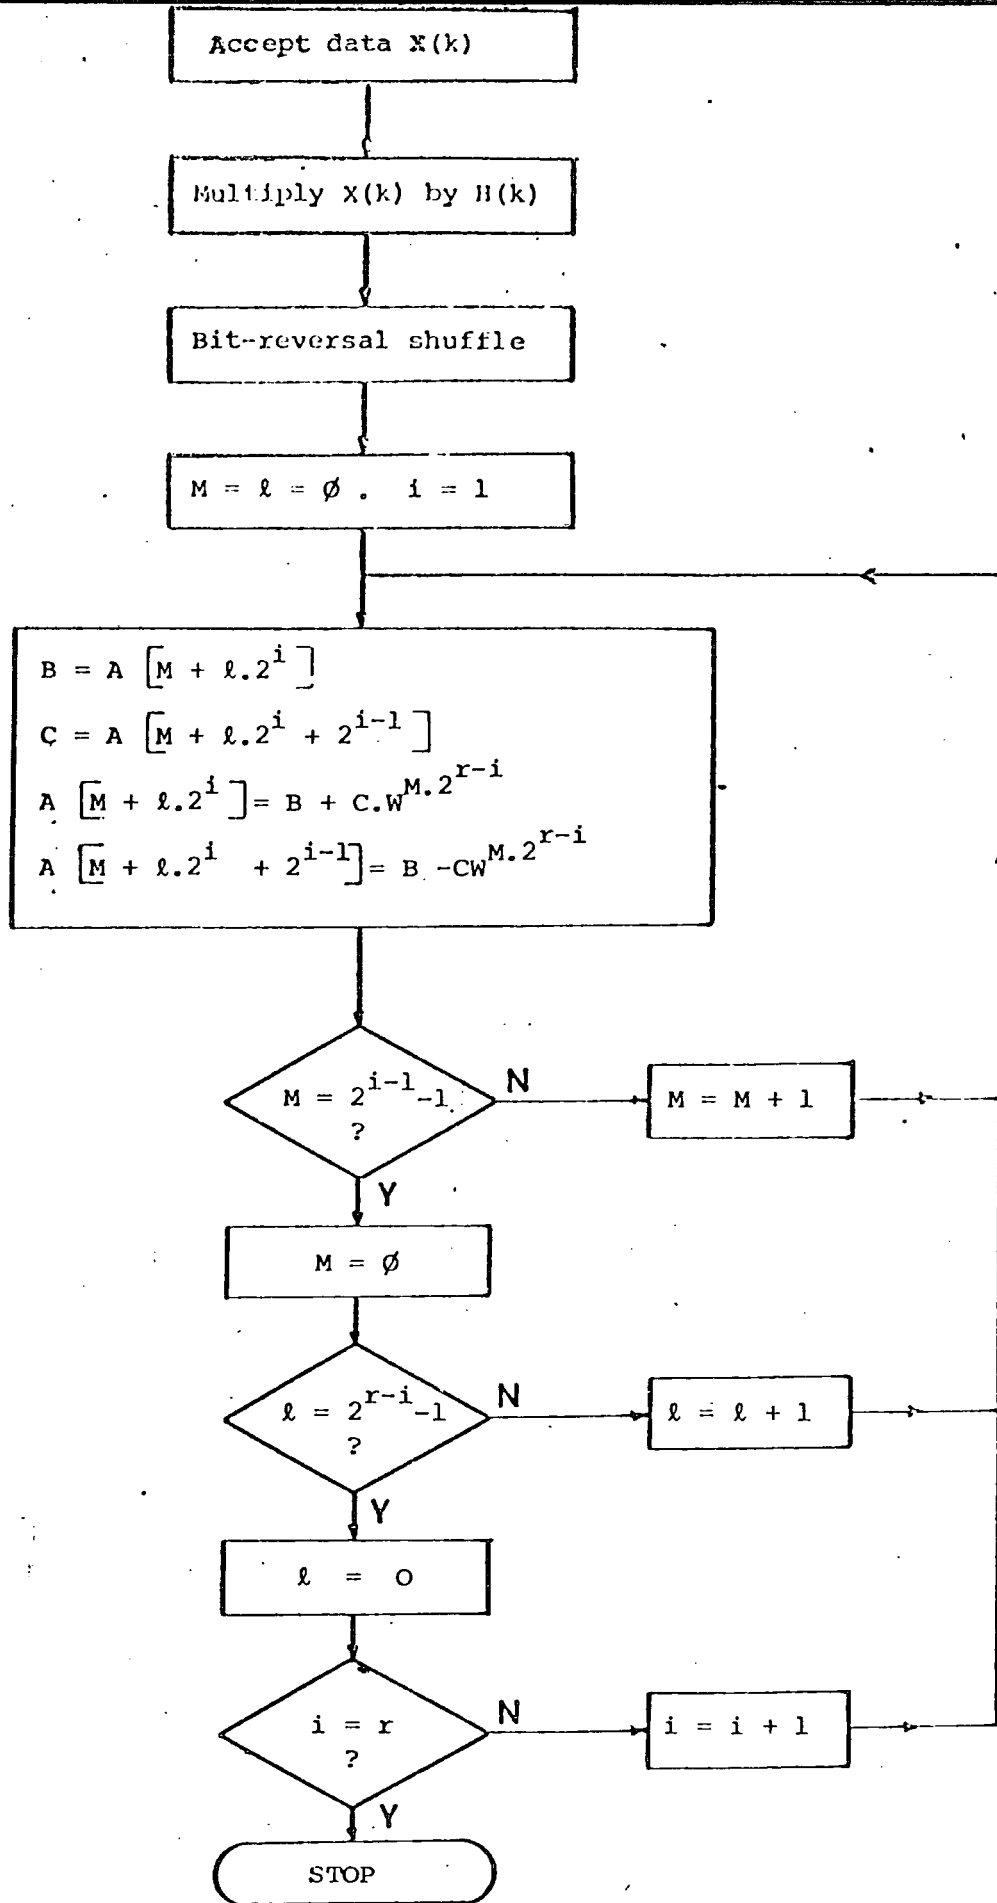 Accept data X(k)
Multiply X(k) by H(k)
Bit-reversal shuffle
M = ℓ = Ø . i = 1
B = A [M + ℓ.2^i]
C = A [M + ℓ.2^i + 2^{i-1}]
A [M + ℓ.2^i] = B + C.W^{M.2^{r-i}}
A [M + ℓ.2^i + 2^{i-1}] = B - CW^{M.2^{r-i}}
M = 2^{i-1}-1
?
N
M = M + 1
Y
M = Ø
ℓ = 2^{r-i}-1
?
N
ℓ = ℓ + 1
Y
ℓ = 0
i = r
?
N
i = i + 1
Y
STOP